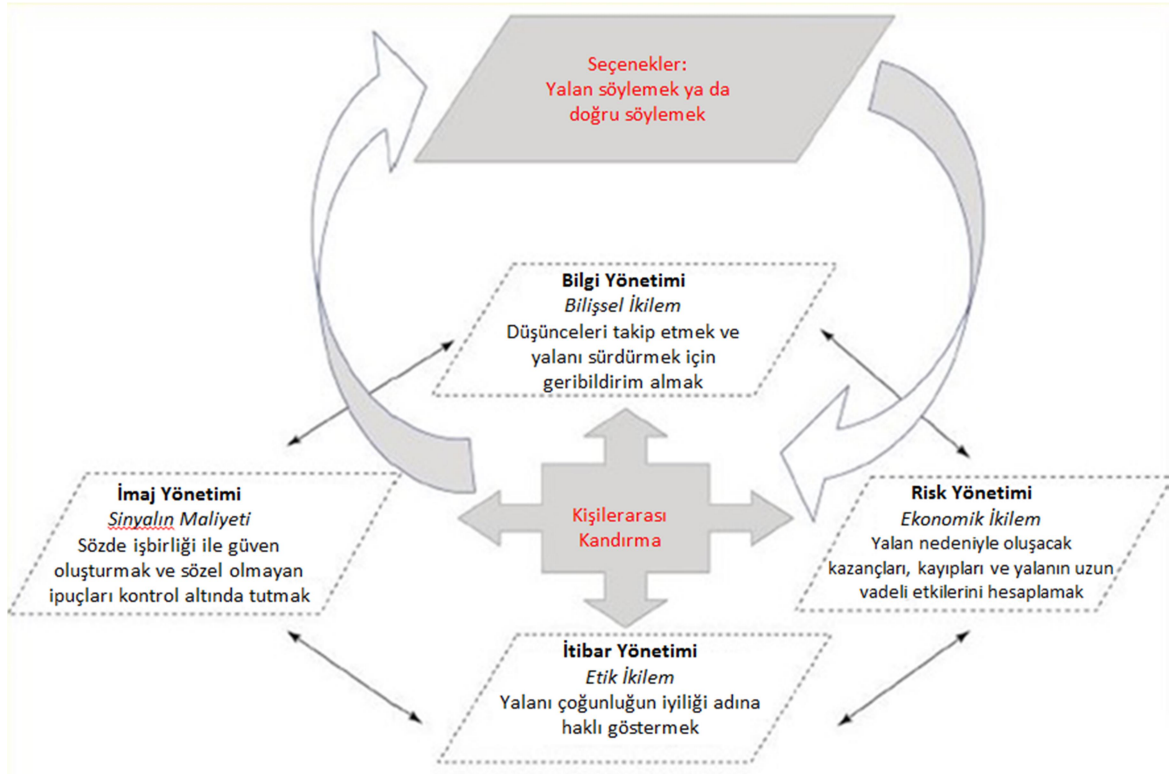 Seçenekler:
Yalan söylemek ya da
doğru söylemek
Bilgi Yönetimi
Bilişsel İkilem
Düşünceleri takip etmek ve
yalanı sürdürmek için
geribildirim almak
İmaj Yönetimi
Sinyalın Maliyeti
Sözde işbirliği ile güven
oluşturmak ve sözel olmayan
ipuçları kontrol altında tutmak
Kişilerarası
Kandırma
Risk Yönetimi
Ekonomik İkilem
Yalan nedeniyle oluşacak
kazançları, kayıpları ve yalanın uzun
vadeli etkilerini hesaplamak
İtibar Yönetimi
Etik İkilem
Yalanı çoğunluğun iyiliği adına
haklı göstermek